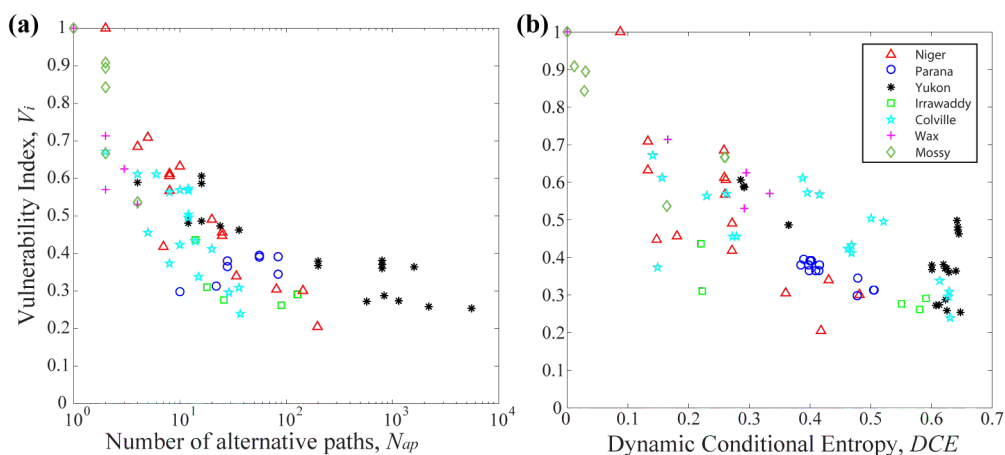 (a)
1
0.9
0.8
0.7
0.6
0.5
0.4
0.3
0.2
0.1
0
Vulnerability Index, Vi
10^0 10^1 10^2 10^3 10^4
Number of alternative paths, Nap
(b)
1
0.9
0.8
0.7
0.6
0.5
0.4
0.3
0.2
0.1
0
0 0.1 0.2 0.3 0.4 0.5 0.6 0.7
Dynamic Conditional Entropy, DCE
Niger
Parana
Yukon
Irrawaddy
Colville
Wax
Mossy